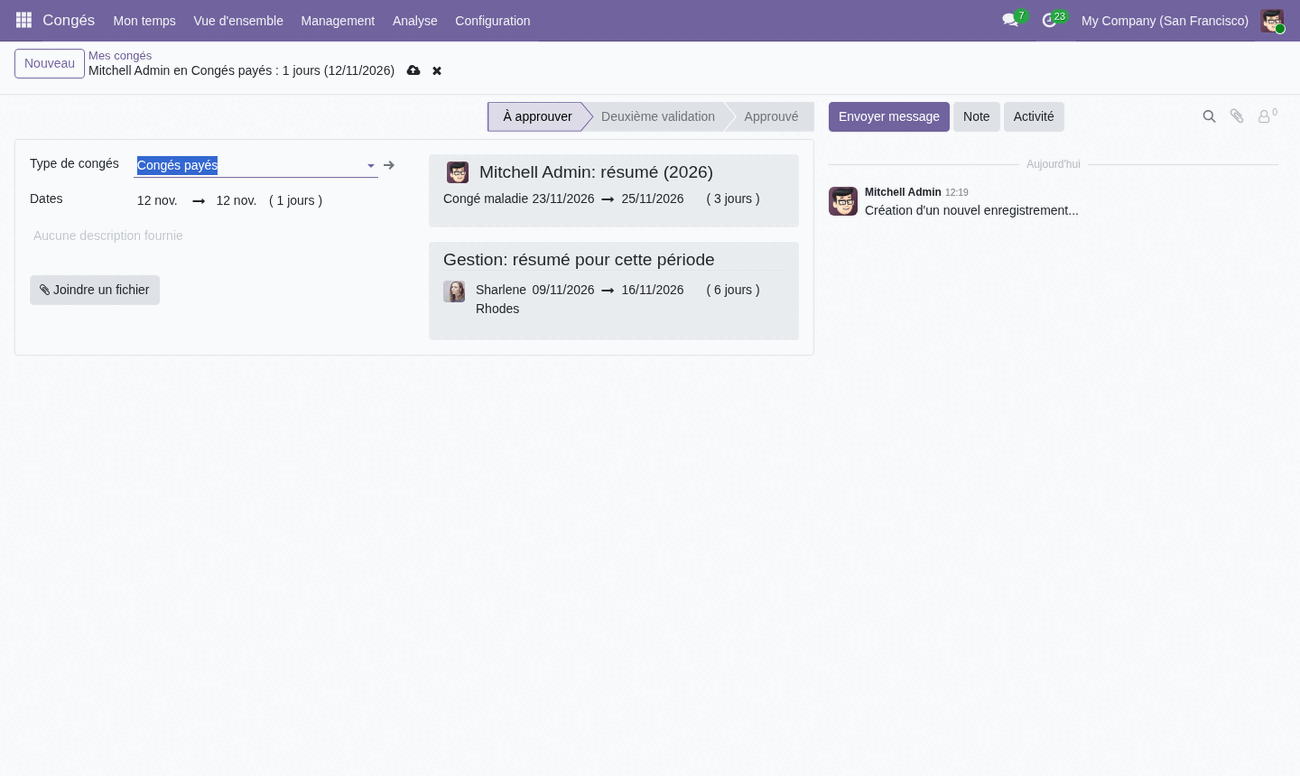 Congés Mon temps Vue d'ensemble Management Analyse Configuration 7 23 My Company (San Francisco)
Nouveau
Mes congés
Mitchell Admin en Congés payés : 1 jours (12/11/2026)
À approuver Deuxième validation Approuvé
Envoyer message Note Activité 0
Type de congés Congés payés
Dates 12 nov. 12 nov. ( 1 jours )
Aucune description fournie
Joindre un fichier
Mitchell Admin: résumé (2026)
Congé maladie 23/11/2026 25/11/2026 ( 3 jours )
Gestion: résumé pour cette période
Sharlene 09/11/2026 16/11/2026 ( 6 jours )
Rhodes
Aujourd'hui
Mitchell Admin 12:19
Création d'un nouvel enregistrement...